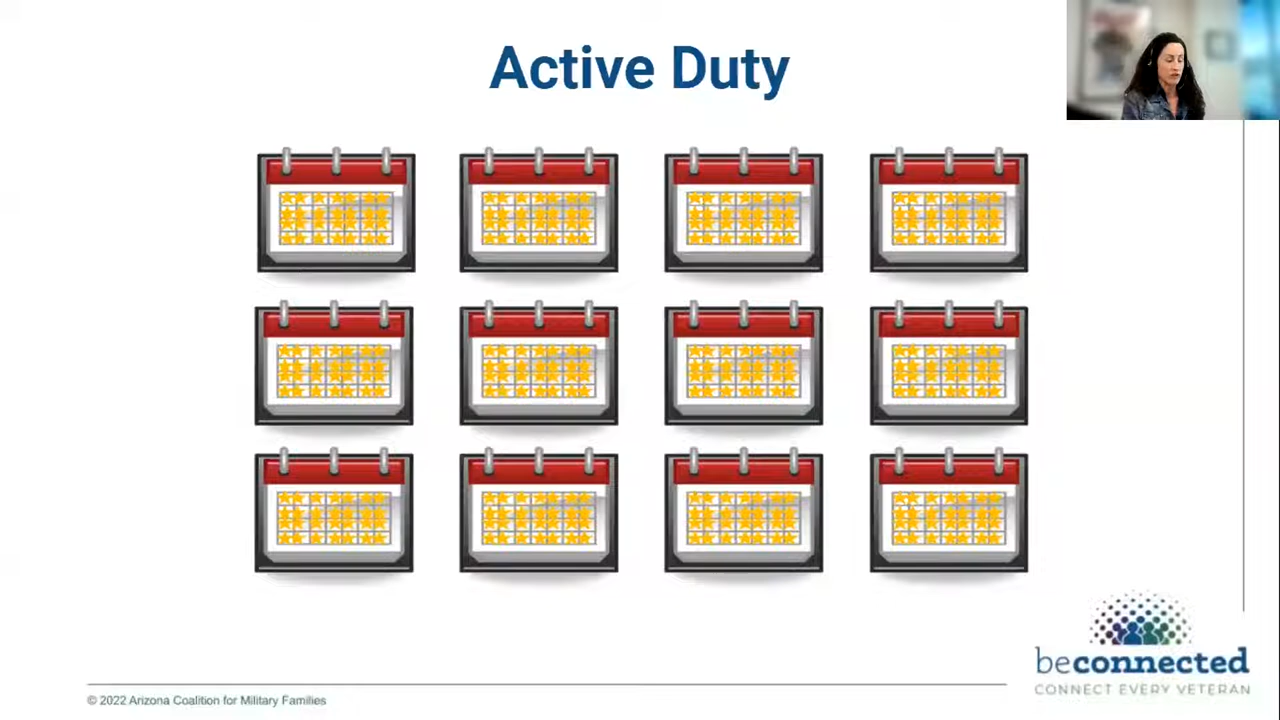 Active Duty
beconnected
CONNECT EVERY VETERAN
© 2022 Arizona Coalition for Military Families